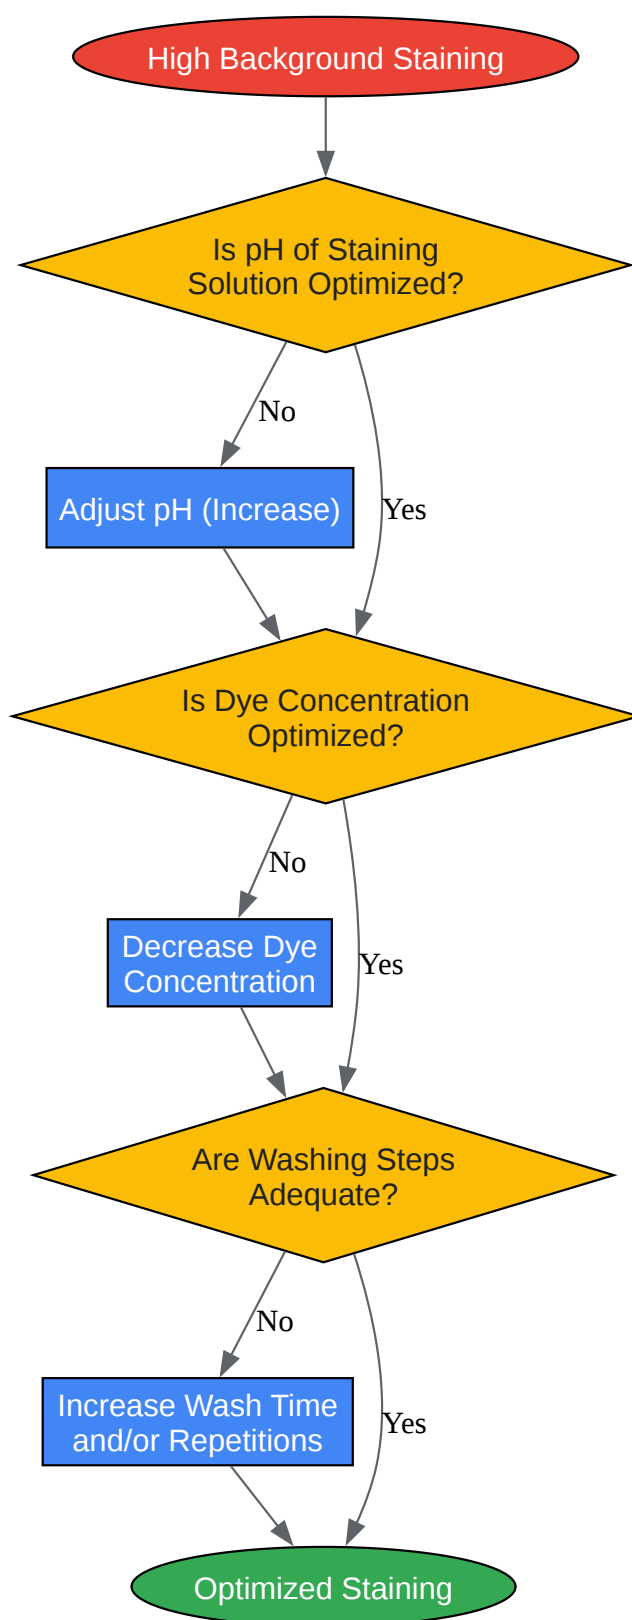 High Background Staining
Is pH of Staining
Solution Optimized?
No
Adjust pH (Increase)
Yes
Is Dye Concentration
Optimized?
No
Decrease Dye
Concentration
Yes
Are Washing Steps
Adequate?
No
Increase Wash Time
and/or Repetitions
Yes
Optimized Staining